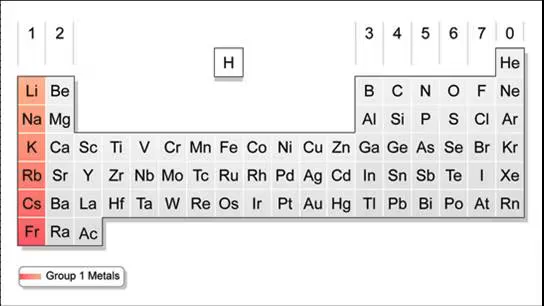 1 2 3 4 5 6 7 0
H He
Li Be B C N O F Ne
Na Mg Al Si P S Cl Ar
K Ca Sc Ti V Cr Mn Fe Co Ni Cu Zn Ga Ge As Se Br Kr
Rb Sr Y Zr Nb Mo Tc Ru Rh Pd Ag Cd In Sn Sb Te I Xe
Cs Ba La Hf Ta W Re Os Ir Pt Au Hg Tl Pb Bi Po At Rn
Fr Ra Ac
Group 1 Metals